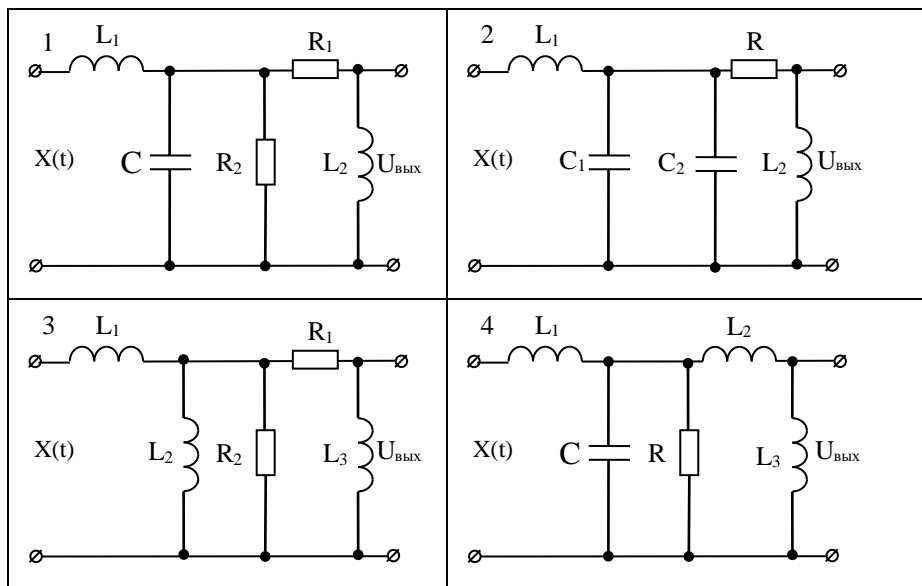 1 L₁ R₁
X(t) C R₂ L₂ Uвых
2 L₁ R
X(t) C₁ C₂ L₂ Uвых
3 L₁ R₁
X(t) L₂ R₂ L₃ Uвых
4 L₁ L₂
X(t) C R L₃ Uвых